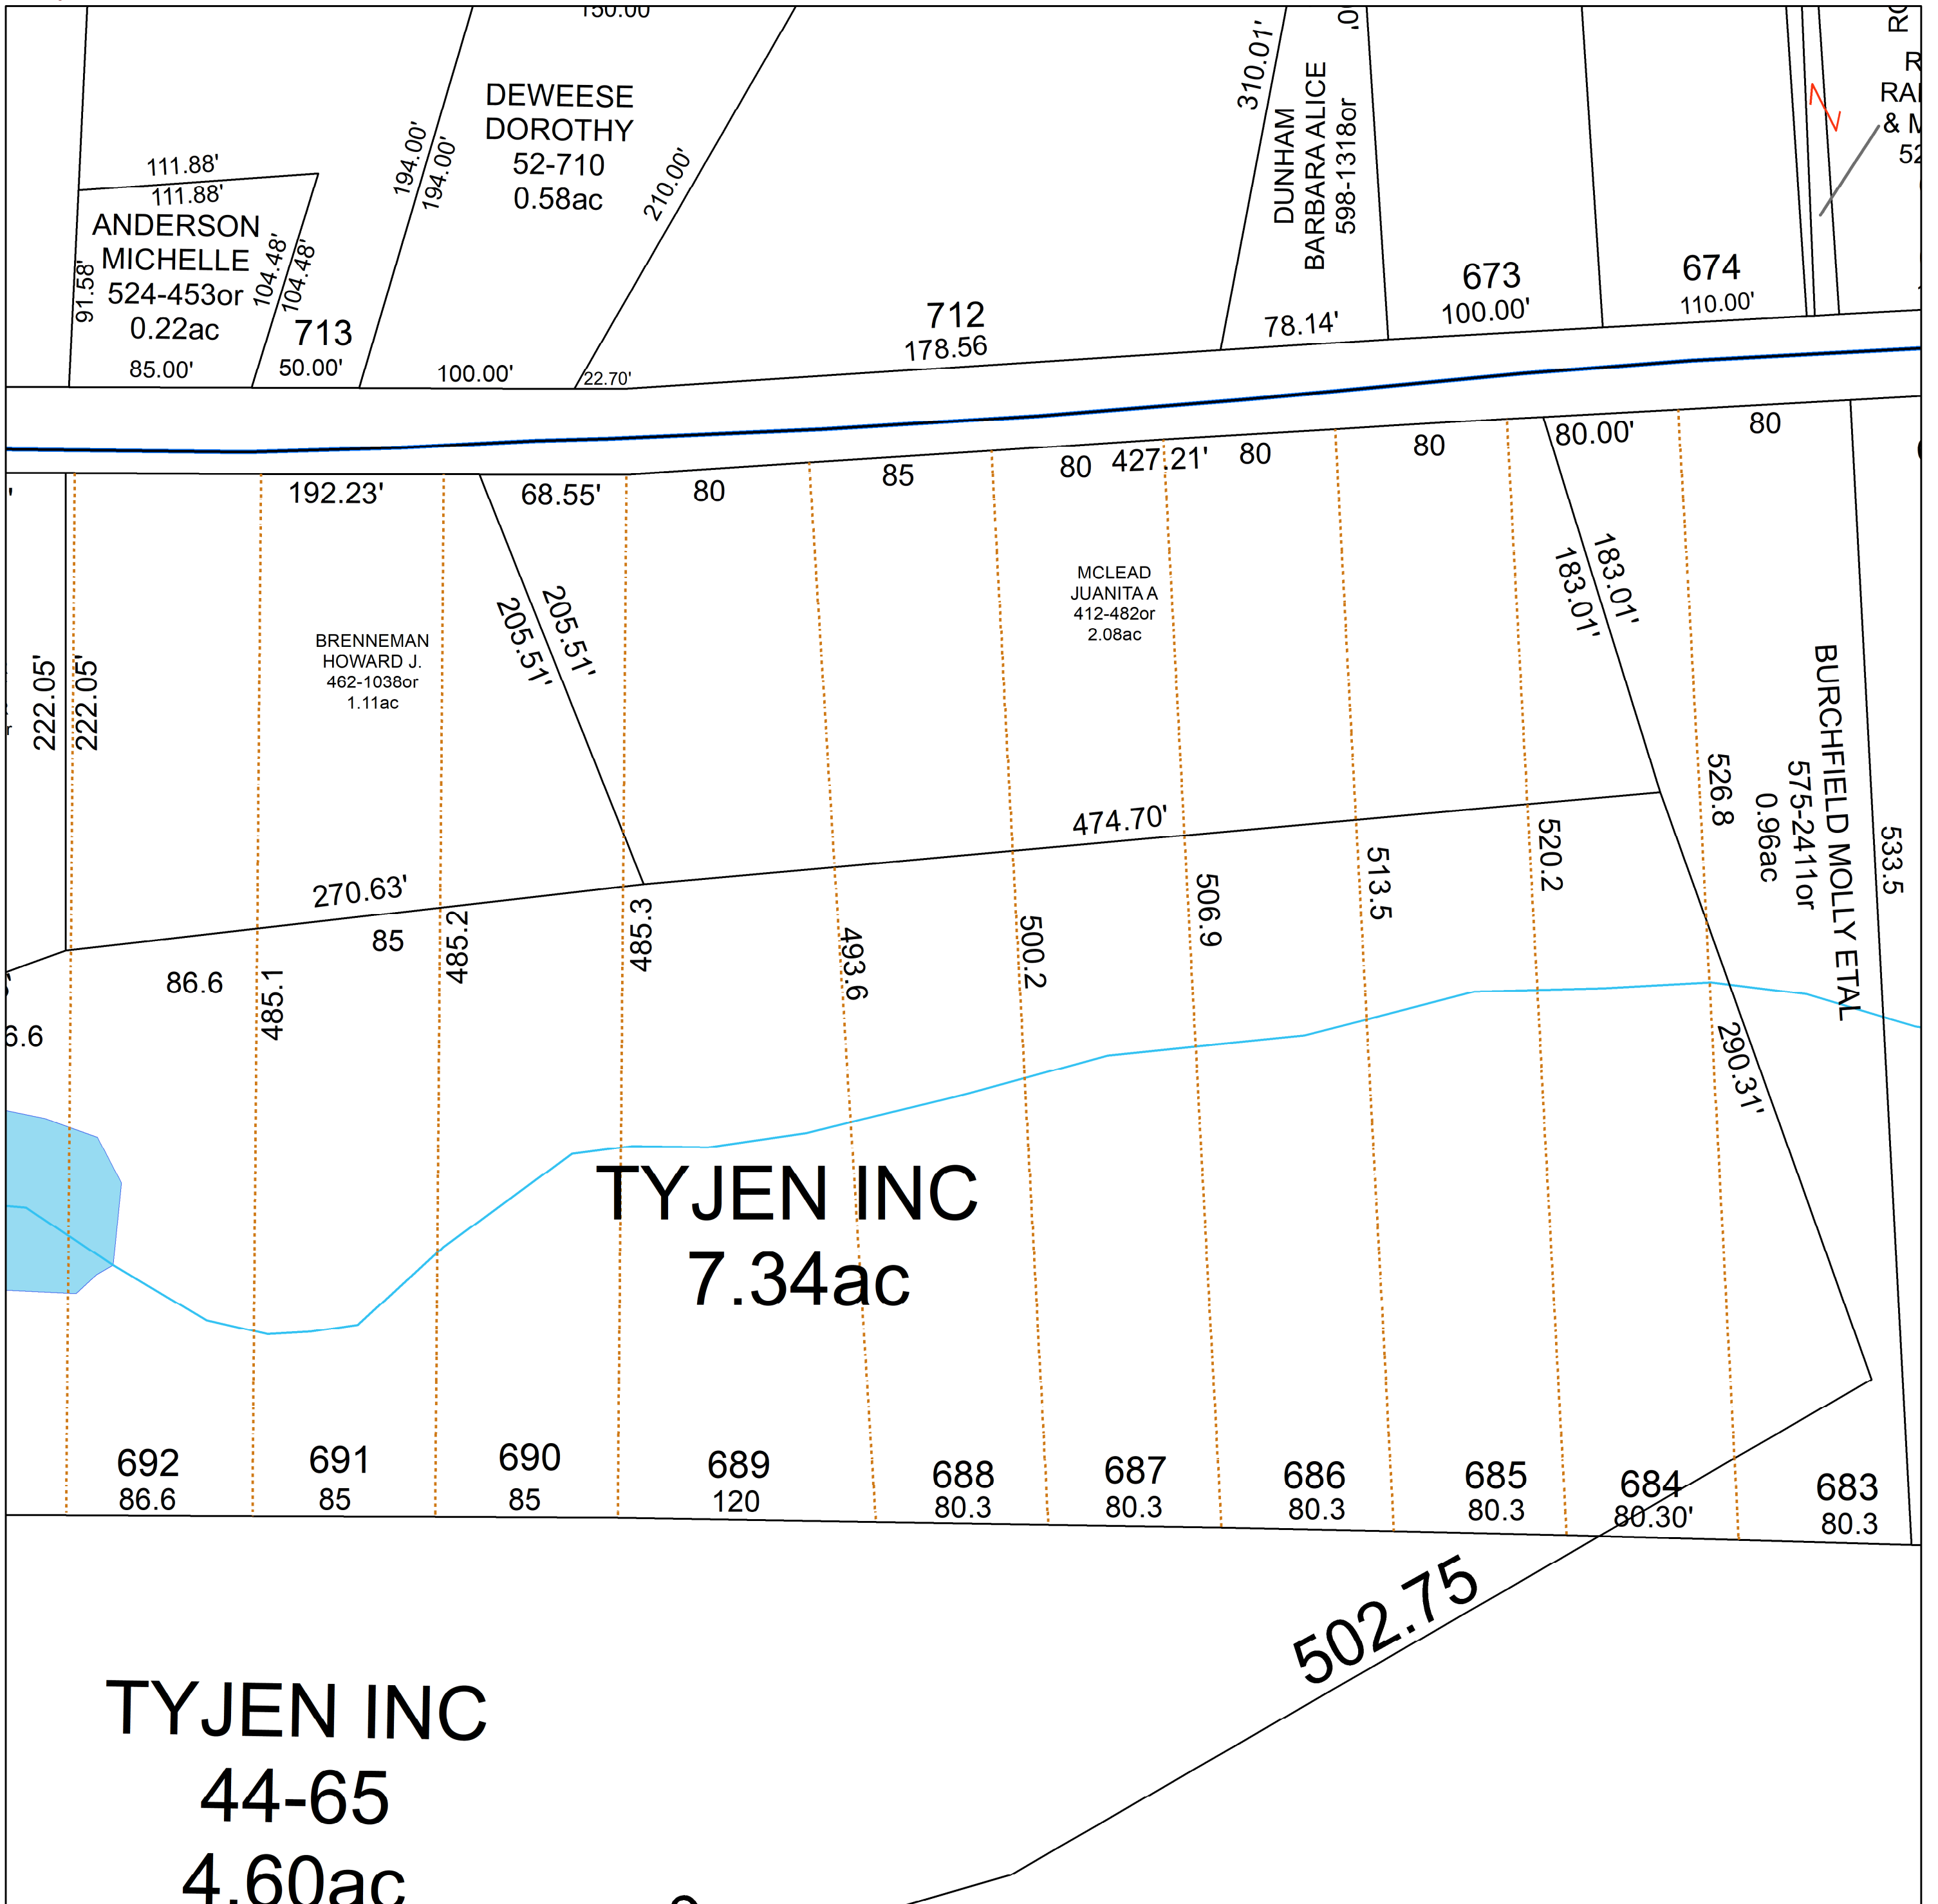 150.00
310.01'
DUNHAM
BARBARA ALICE
598-1318or
DEWEESE
DOROTHY
52-710
0.58ac
194.00'
194.00'
210.00'
111.88'
111.88'
ANDERSON
MICHELLE
524-453or
0.22ac
91.58'
104.48'
104.48'
85.00'
713
50.00'
100.00'
22.70'
712
178.56
78.14'
673
100.00'
674
110.00'
& M
192.23'
68.55'
80
85
80
427.21'
80
80
80.00'
80
222.05'
222.05'
BRENNEMAN
HOWARD J.
462-1038or
1.11ac
205.51'
205.51'
MCLEAD
JUANITA A
412-482or
2.08ac
183.01'
183.01'
BURCHFIELD MOLLY ETAL
575-2411or
0.96ac
533.5
526.8
474.70'
270.63'
85
86.6
6.6
485.1
485.2
485.3
493.6
500.2
506.9
513.5
520.2
290.31'
TYJEN INC
7.34ac
692
86.6
691
85
690
85
689
120
688
80.3
687
80.3
686
80.3
685
80.3
684
80.30'
683
80.3
502.75
TYJEN INC
44-65
4.60ac